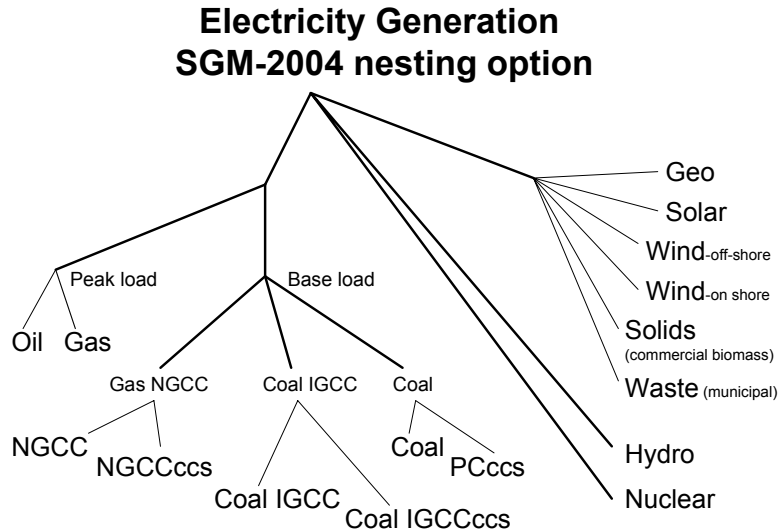 Electricity Generation
SGM-2004 nesting option
Geo
Solar
Wind-off-shore
Wind-on shore
Solids
(commercial biomass)
Waste (municipal)
Hydro
Nuclear
Peak load
Base load
Oil
Gas
Gas NGCC
Coal IGCC
Coal
NGCC
NGCCccs
Coal
PCccs
Coal IGCC
Coal IGCCccs